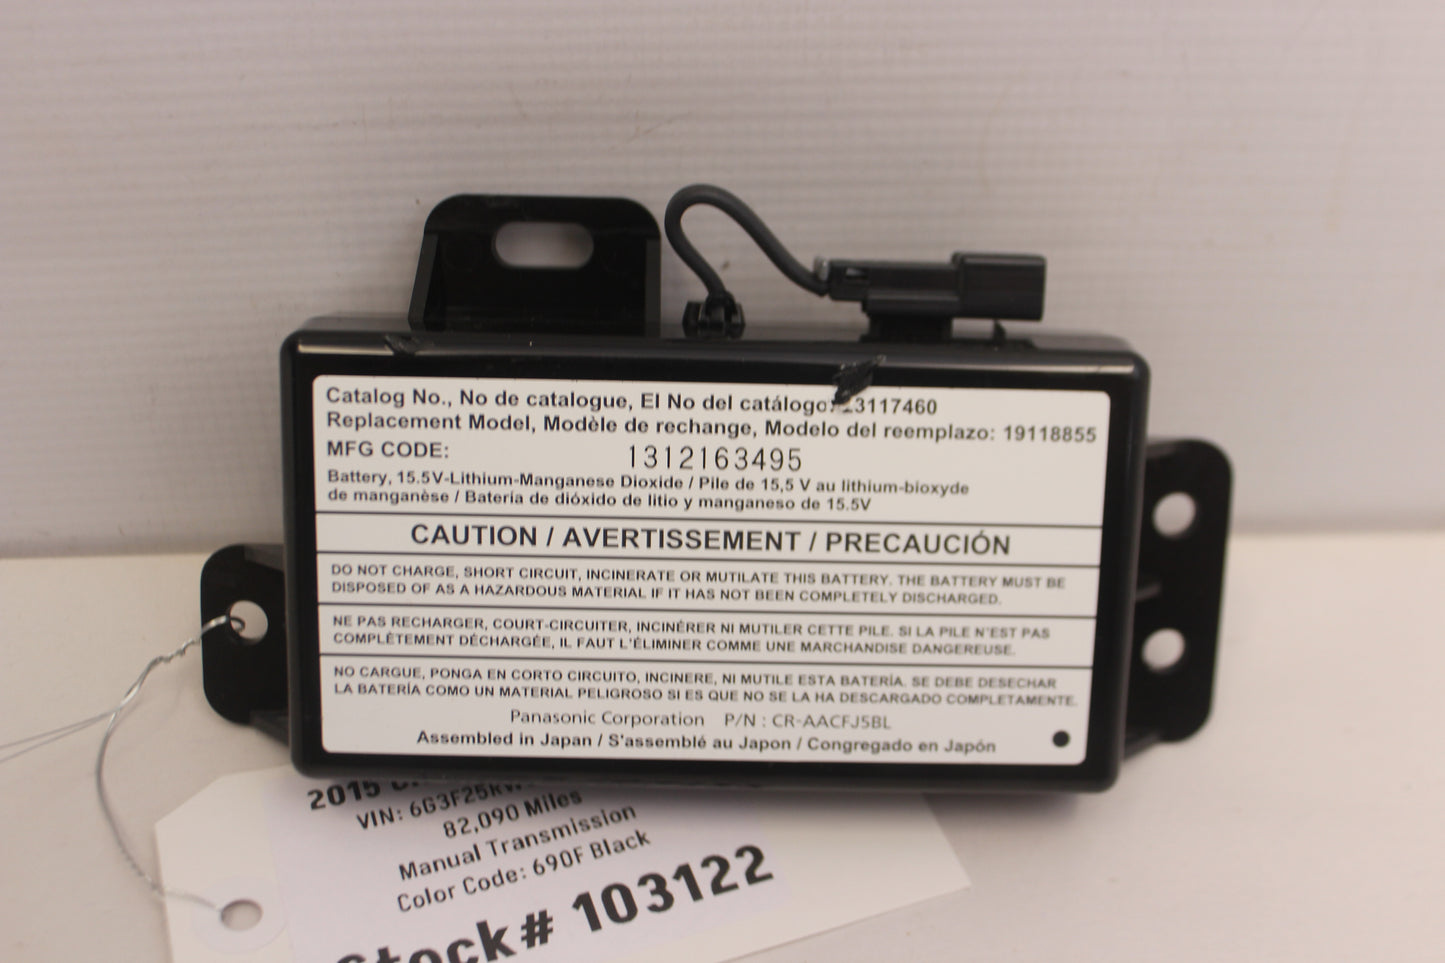 Catalog No., No de catalogue, El No del catálogo: 23117460
Replacement Model, Modèle de rechange, Modelo del reemplazo: 19118855
MFG CODE: 1312163495
Battery, 15.5V-Lithium-Manganese Dioxide / Pile de 15,5 V au lithium-bioxyde
de manganèse / Batería de dióxido de litio y manganeso de 15.5V
CAUTION / AVERTISSEMENT / PRECAUCIÓN
DO NOT CHARGE, SHORT CIRCUIT, INCINERATE OR MUTILATE THIS BATTERY. THE BATTERY MUST BE
DISPOSED OF AS A HAZARDOUS MATERIAL IF IT HAS NOT BEEN COMPLETELY DISCHARGED.
NE PAS RECHARGER, COURT-CIRCUITER, INCINÉRER NI MUTILER CETTE PILE. SI LA PILE N'EST PAS
COMPLÈTEMENT DÉCHARGÉE, IL FAUT L'ÉLIMINER COMME UNE MARCHANDISE DANGEREUSE.
NO CARGUE, PONGA EN CORTO CIRCUITO, INCINERE, NI MUTILE ESTA BATERÍA. SE DEBE DESECHAR
LA BATERÍA COMO UN MATERIAL PELIGROSO SI ES QUE NO SE LA HA DESCARGADO COMPLETAMENTE.
Panasonic Corporation P/N : CR-AACFJ5BL
Assembled in Japan / S'assemblé au Japon / Congregado en Japón
2015
VIN: 6G3F25RW
82,090 Miles
Manual Transmission
Color Code: 690F Black
Stock# 103122